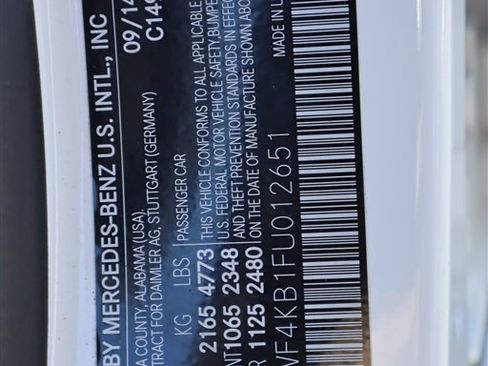 BY MERCEDES-BENZ U.S. INTL., INC 09/14
COUNTY, ALABAMA (USA), C149
FOR DAIMLER AG, STUTTGART (GERMANY)
KG LBS PASSENGER CAR
2165 4773 THIS VEHICLE CONFORMS TO ALL APPLICABLE
U.S. FEDERAL MOTOR VEHICLE SAFETY, BUMPER
1065 2348 AND THEFT PREVENTION STANDARDS IN EFFECT
1125 2480 ON THE DATE OF MANUFACTURE SHOWN ABOVE
VF4KB1FU012651 MADE IN U